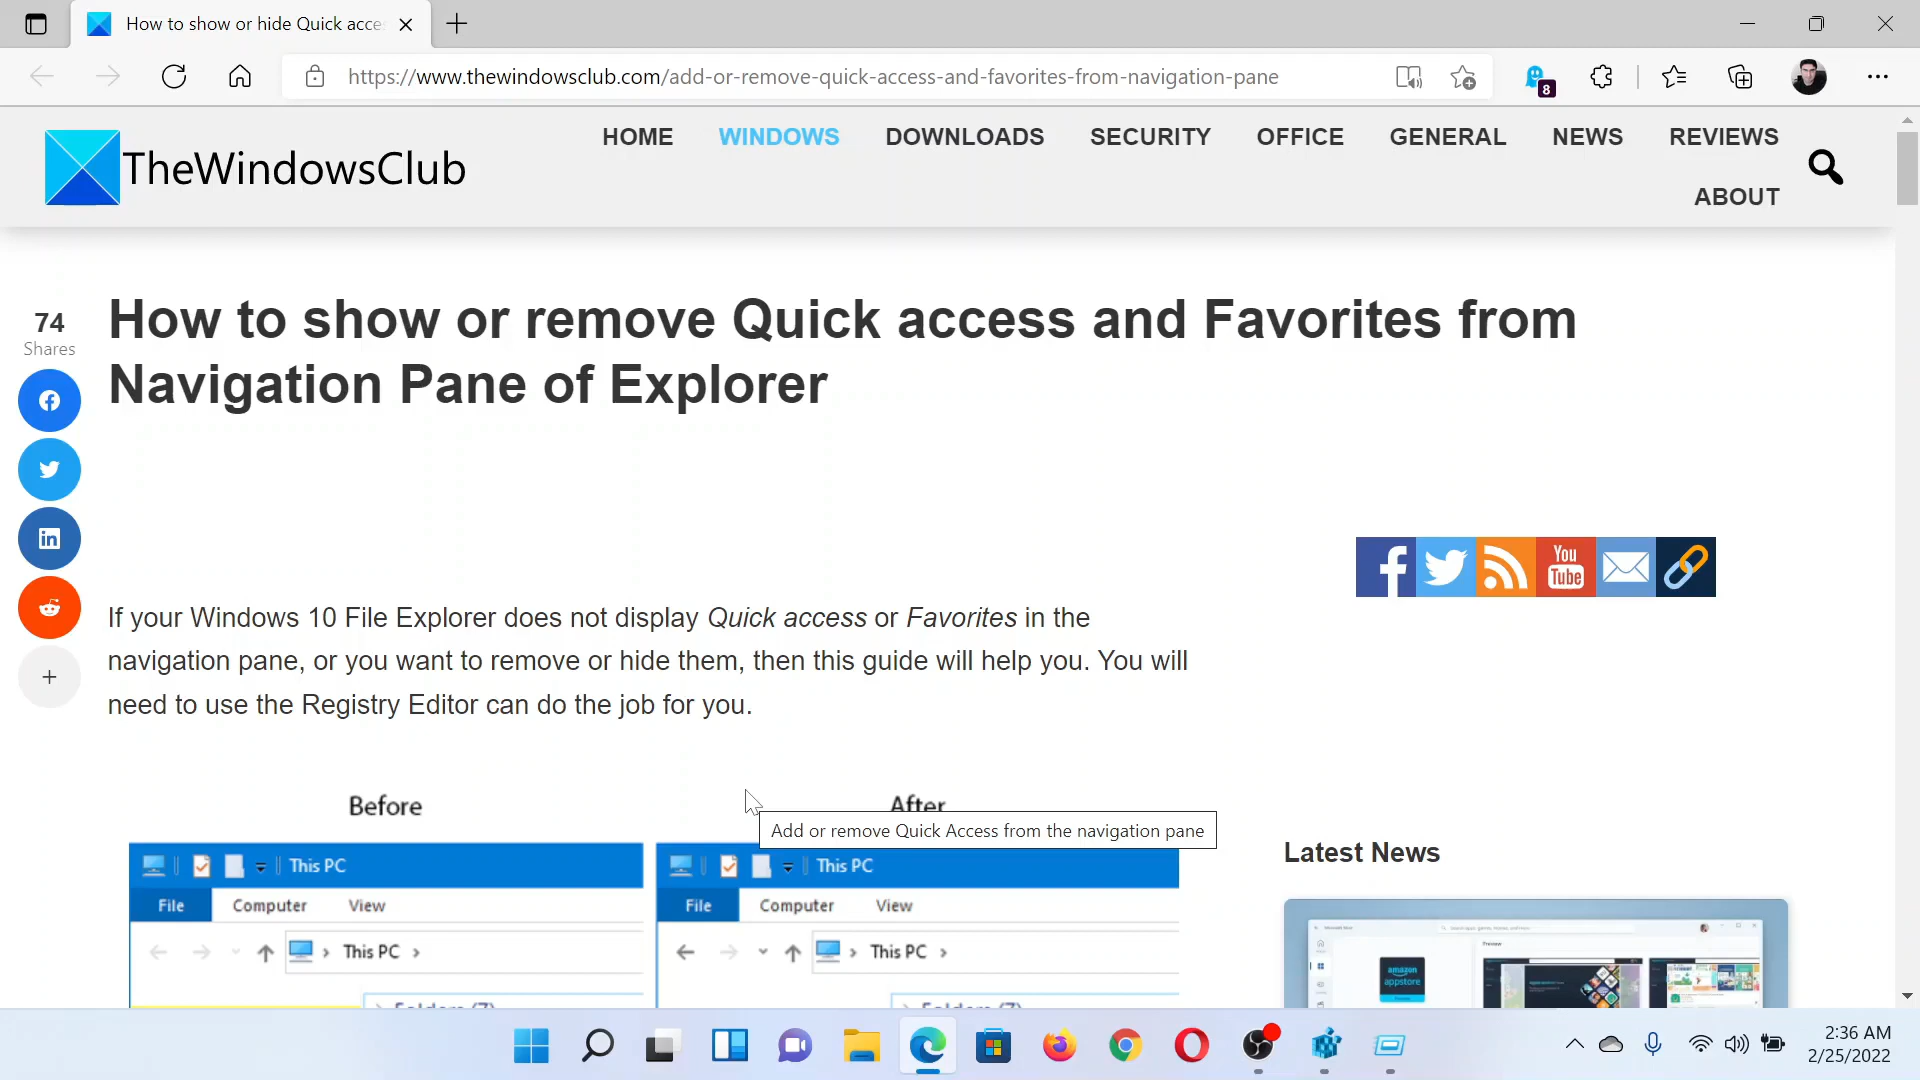 How to show or hide Quick acce
https://www.thewindowsclub.com/add-or-remove-quick-access-and-favorites-from-navigation-pane
8
TheWindowsClub
HOME WINDOWS DOWNLOADS SECURITY OFFICE GENERAL NEWS REVIEWS
ABOUT
74
Shares
How to show or remove Quick access and Favorites from
Navigation Pane of Explorer
You
Tube
If your Windows 10 File Explorer does not display Quick access or Favorites in the
navigation pane, or you want to remove or hide them, then this guide will help you. You will
need to use the Registry Editor can do the job for you.
Before After
Add or remove Quick Access from the navigation pane
This PC This PC
File Computer View File Computer View
This PC This PC
Folders (7) Folders (7)
Latest News
amazon
appstore
Preview
2:36 AM
2/25/2022